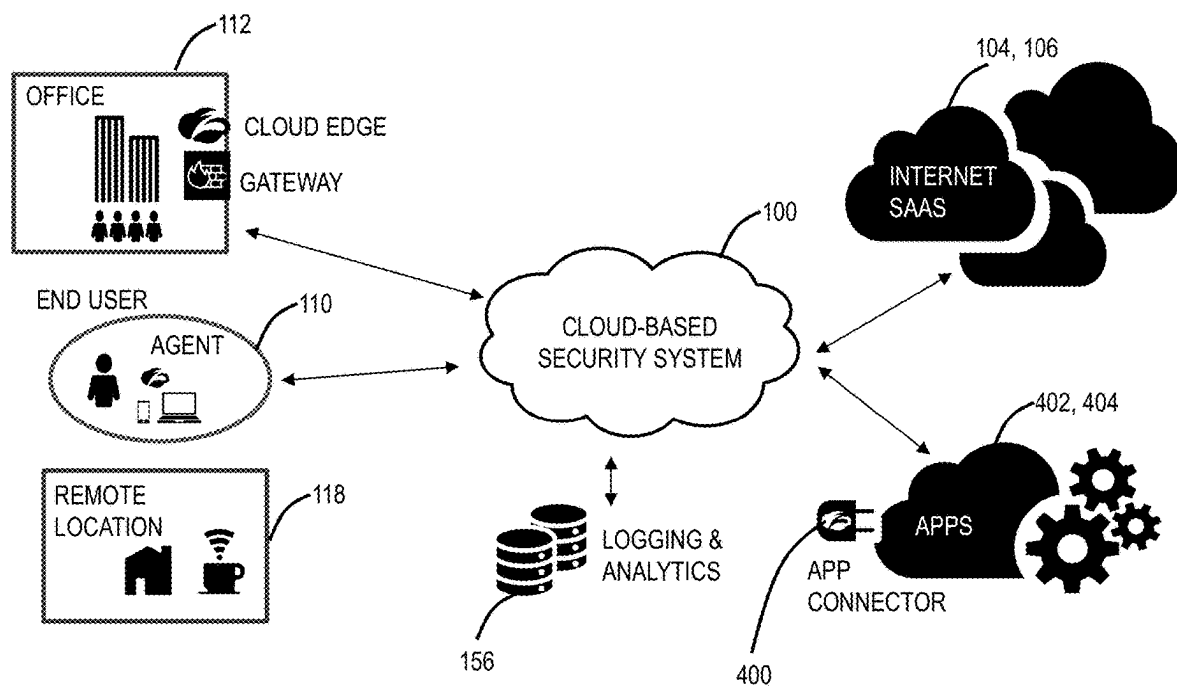 112
OFFICE
CLOUD EDGE
GATEWAY
104, 106
INTERNET
SAAS
100
CLOUD-BASED
SECURITY SYSTEM
END USER
110
AGENT
402, 404
APPS
REMOTE
LOCATION
118
LOGGING &
ANALYTICS
156
APP
CONNECTOR
400